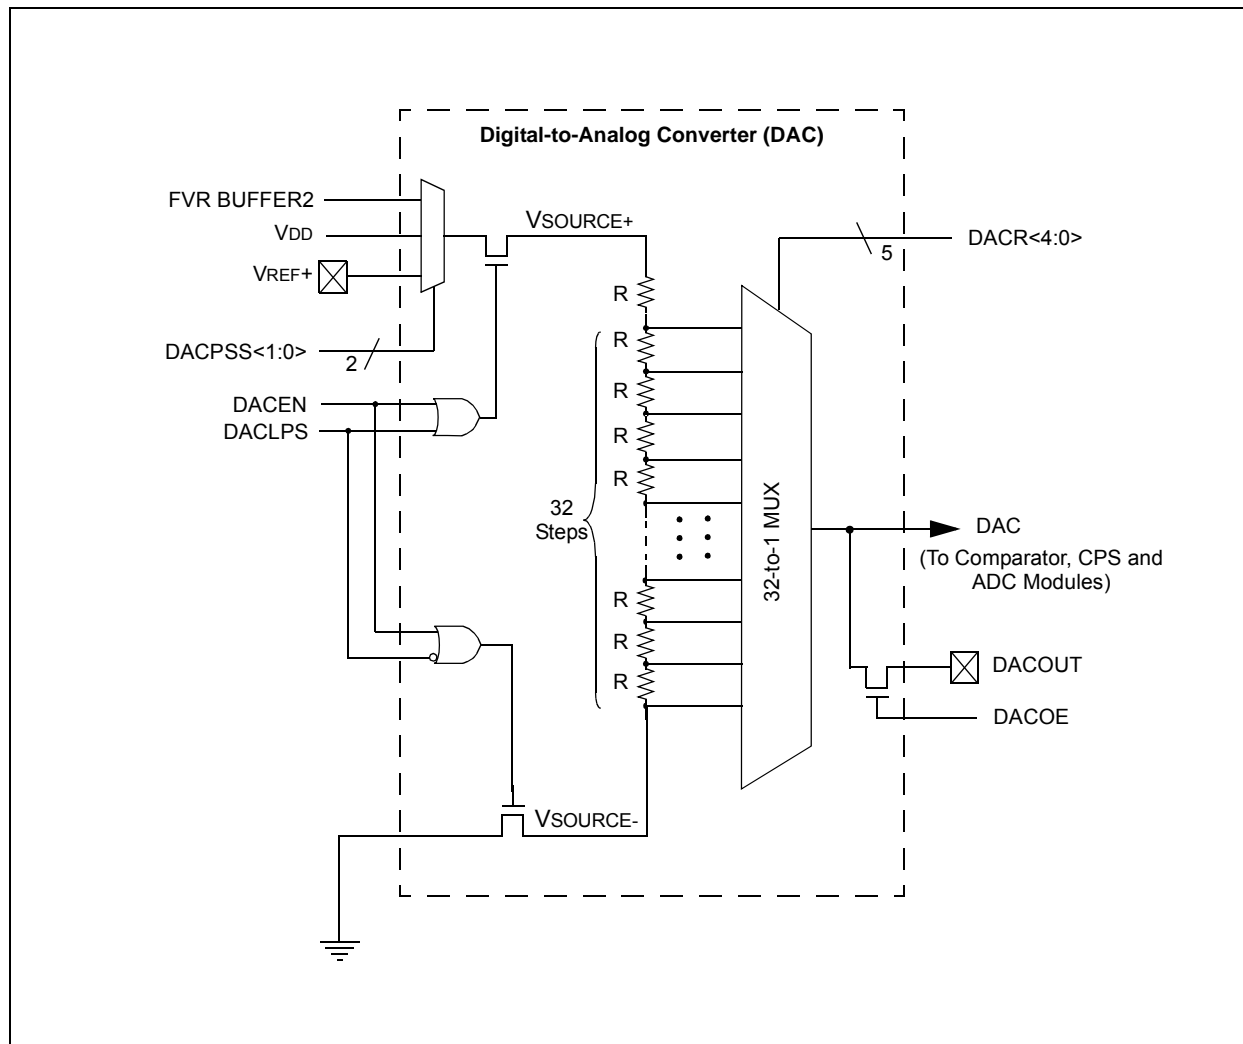 Digital-to-Analog Converter (DAC)
FVR BUFFER2
VDD
VREF+
DACPSS<1:0>
2
DACEN
DACLPS
VSOURCE+
R
R
R
R
R
32
Steps
R
R
R
VSOURCE-
32-to-1 MUX
5
DACR<4:0>
DAC
(To Comparator, CPS and
ADC Modules)
DACOUT
DACOE